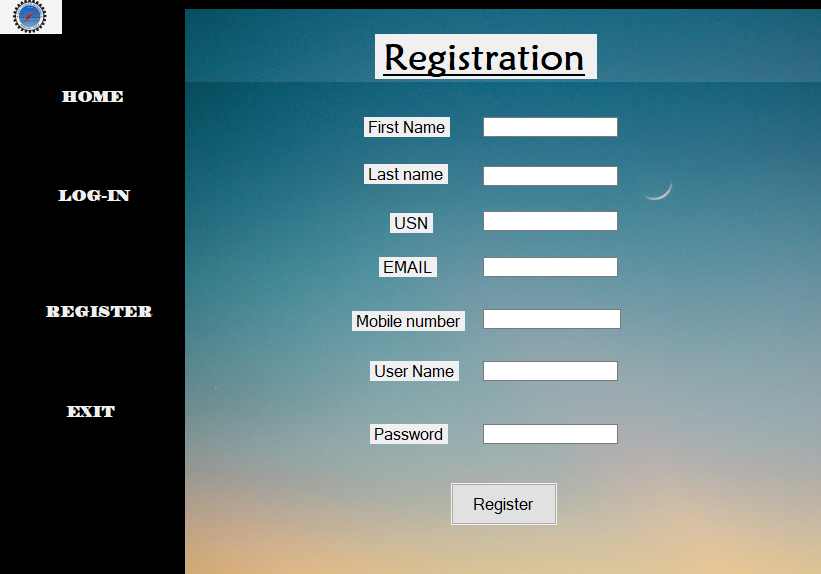 Registration
HOME
First Name
Last name
LOG-IN
USN
EMAIL
REGISTER
Mobile number
User Name
EXIT
Password
Register